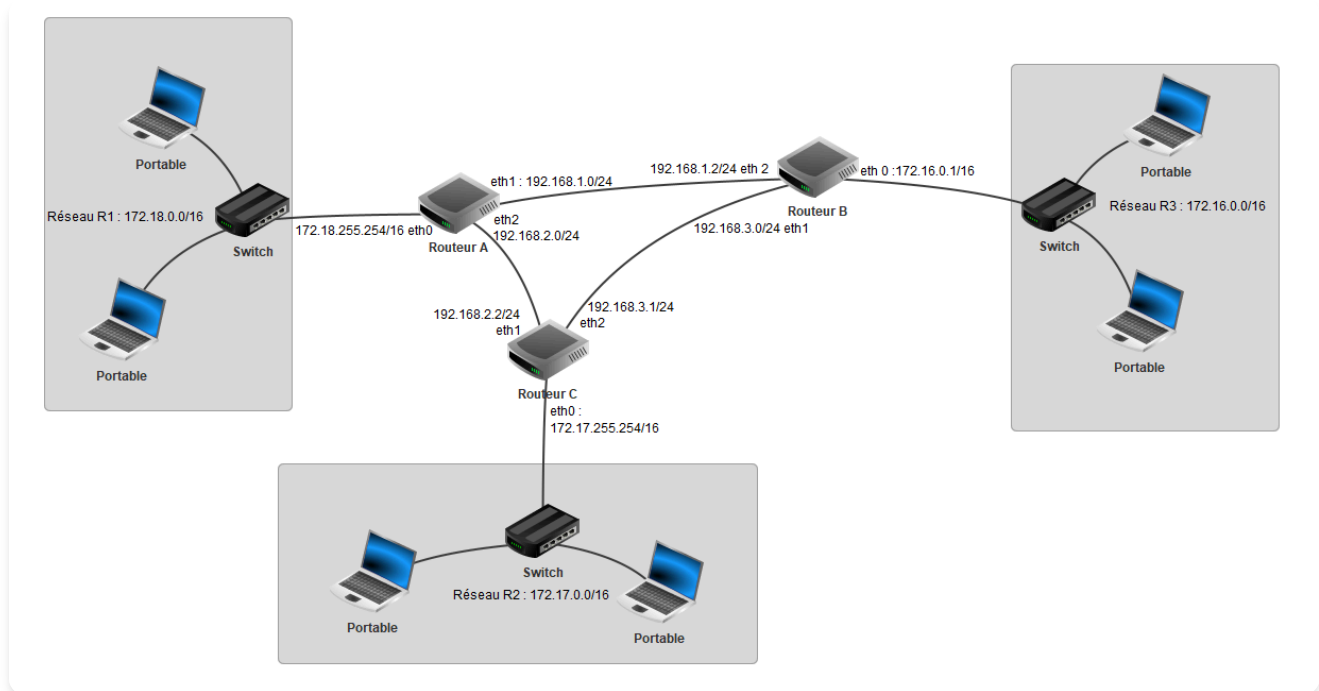 Portable
Réseau R1 : 172.18.0.0/16
Switch
Portable
172.18.255.254/16 eth0
eth1 : 192.168.1.0/24
eth2
192.168.2.0/24
Routeur A
192.168.1.2/24 eth 2
eth 0 :172.16.0.1/16
Routeur B
192.168.3.0/24 eth1
Portable
Réseau R3 : 172.16.0.0/16
Switch
Portable
192.168.2.2/24
eth1
192.168.3.1/24
eth2
Routeur C
eth0 :
172.17.255.254/16
Switch
Réseau R2 : 172.17.0.0/16
Portable
Portable